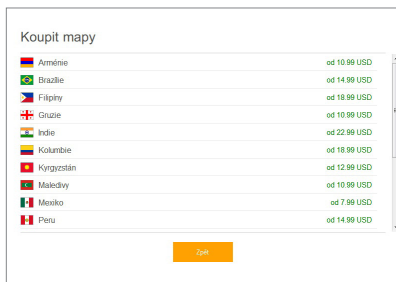 Koupit mapy
Arménie od 10.99 USD
Brazílie od 14.99 USD
Filipíny od 18.99 USD
Gruzie od 10.99 USD
Indie od 22.99 USD
Kolumbie od 18.99 USD
Kyrgyzstán od 12.99 USD
Maledivy od 10.99 USD
Mexiko od 7.99 USD
Peru od 14.99 USD
Zpět